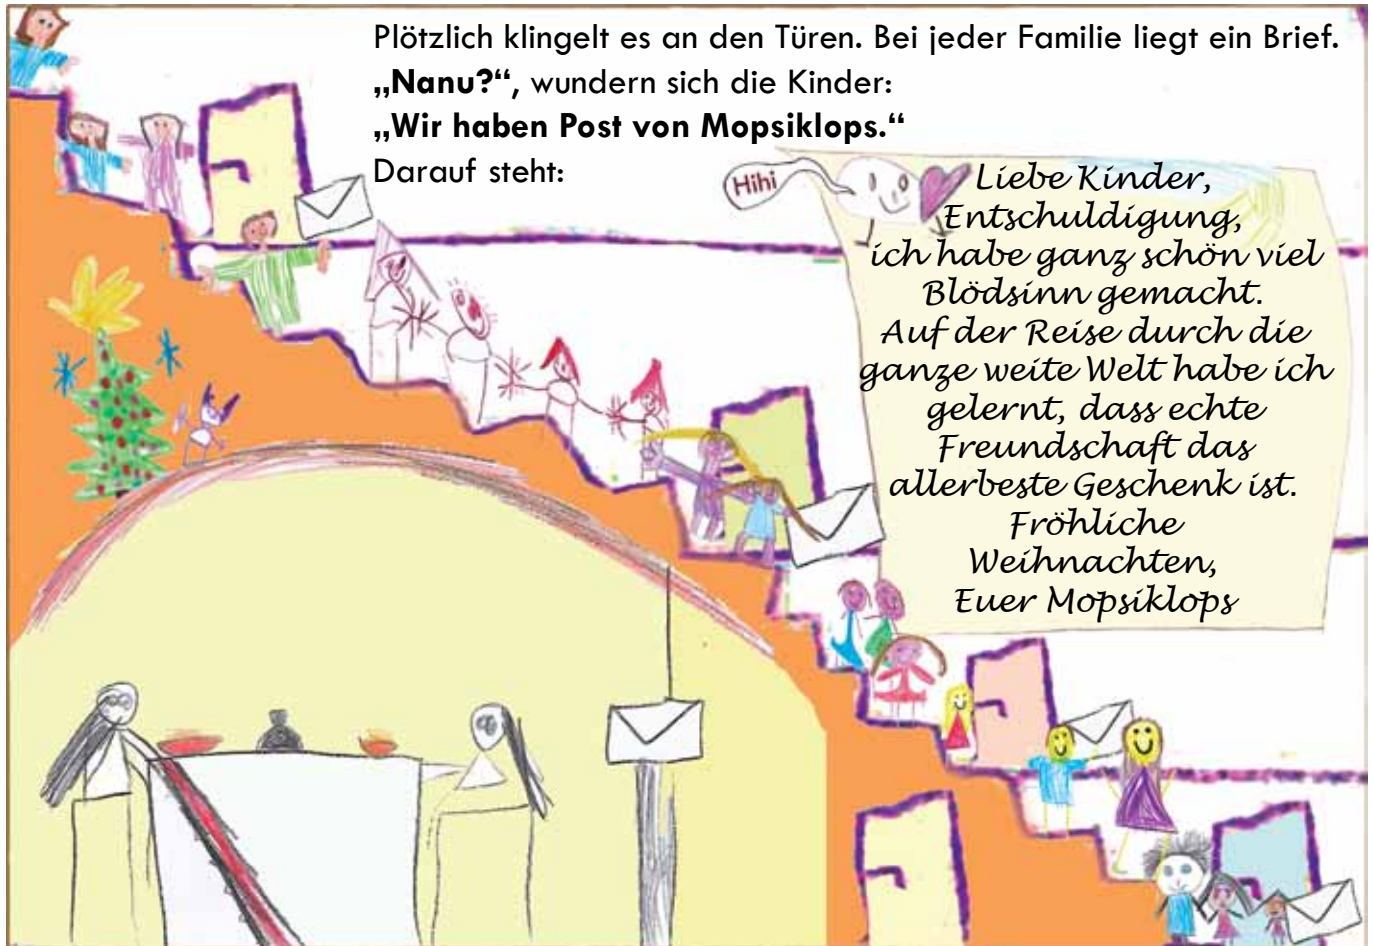 Plötzlich klingelt es an den Türen. Bei jeder Familie liegt ein Brief.
„Nanu?“, wundern sich die Kinder:
„Wir haben Post von Mopsiklops.“
Darauf steht:
Hihi
Liebe Kinder,
Entschuldigung,
ich habe ganz schön viel
Blödsinn gemacht.
Auf der Reise durch die
ganze weite Welt habe ich
gelernt, dass echte
Freundschaft das
allerbeste Geschenk ist.
Fröhliche
Weihnachten,
Euer Mopsiklops